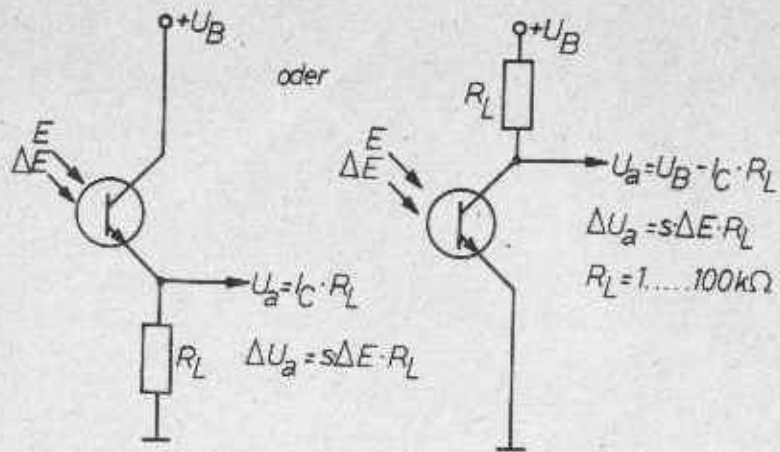 +U_B
oder
E
ΔE
U_a=I_C·R_L
R_L
ΔU_a=sΔE·R_L
+U_B
R_L
E
ΔE
U_a=U_B-I_C·R_L
ΔU_a=s·ΔE·R_L
R_L=1.....100kΩ